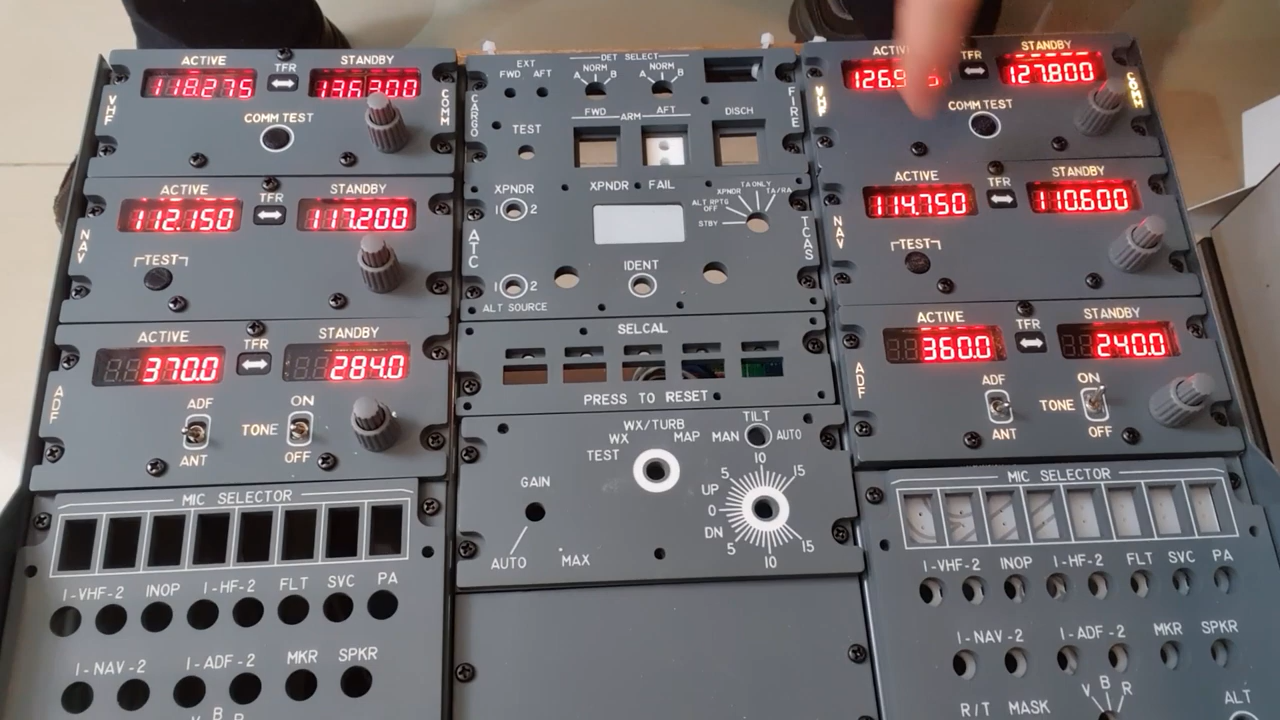 ACTIVE TFR STANDBY
118.275
VHF COMM
COMM TEST
ACTIVE TFR STANDBY
112.150 117.200
NAV
TEST
ACTIVE TFR STANDBY
370.0 284.0
ADF
ADF ON
TONE
ANT OFF
MIC SELECTOR
1-VHF-2 INOP 1-HF-2 FLT SVC PA
1-NAV-2 1-ADF-2 MKR SPKR
V B R
EXT DET SELECT
FWD AFT NORM NORM
A B A B
CARGO FIRE
ARM
FWD AFT DISCH
TEST
XPNDR XPNDR FAIL
1 2
TA ONLY
XPNDR TA/RA
ALT RPTG
OFF
STBY
ATC TCAS
IDENT
1 2
ALT SOURCE
SELCAL
PRESS TO RESET
WX/TURB TILT
WX MAP MAN AUTO
TEST
GAIN
AUTO MAX
10
5 15
UP
0
DN
5 15
10
ACTIVE TFR STANDBY
127.800
VHF COMM
COMM TEST
ACTIVE TFR STANDBY
114.750 110.600
NAV
TEST
ACTIVE TFR STANDBY
360.0 240.0
ADF
ADF ON
TONE
ANT OFF
MIC SELECTOR
1-VHF-2 INOP 1-HF-2 FLT SVC PA
1-NAV-2 1-ADF-2 MKR SPKR
V B R
R/T MASK ALT